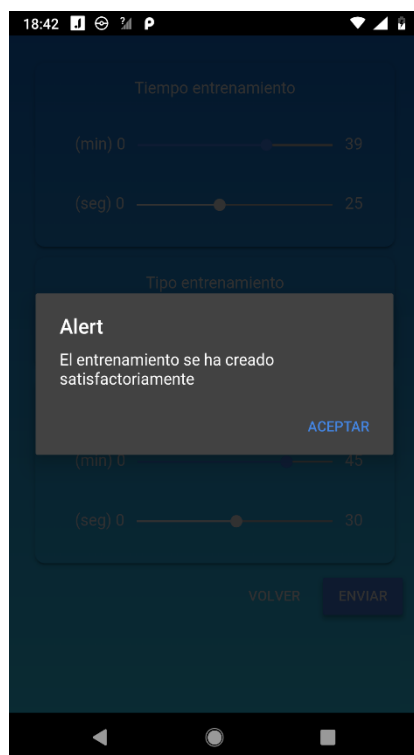 18:42
Tiempo entrenamiento
(min) 0 39
(seg) 0 25
Tipo entrenamiento
Alert
El entrenamiento se ha creado
satisfactoriamente
ACEPTAR
(min) 0 45
(seg) 0 30
VOLVER ENVIAR